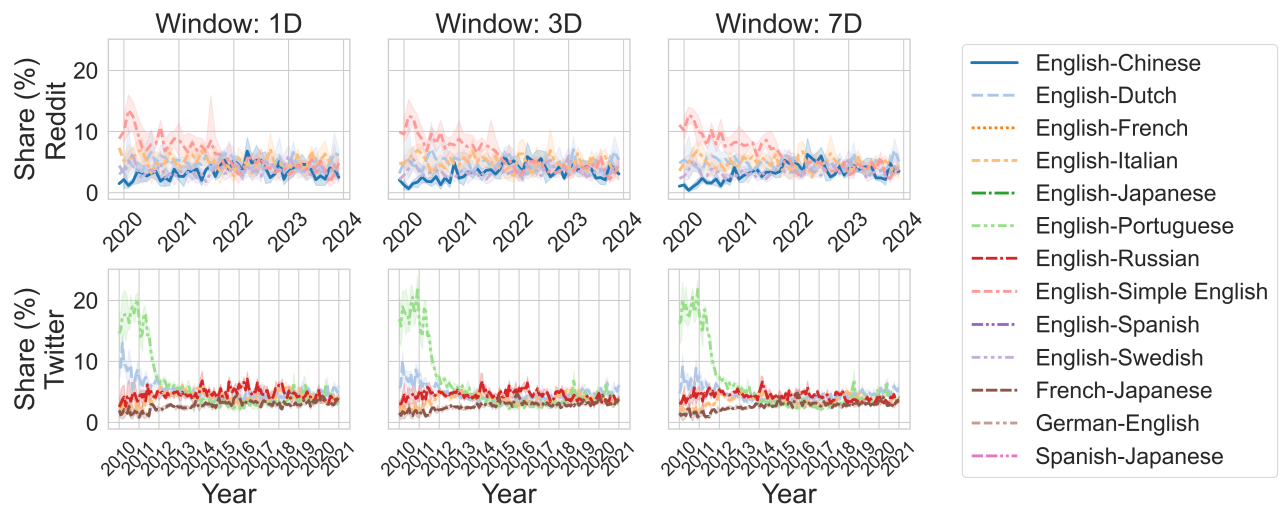 Window: 1D
Window: 3D
Window: 7D
Share (%)
Reddit
20
10
0
2020
2021
2022
2023
2024
2020
2021
2022
2023
2024
2020
2021
2022
2023
2024
Share (%)
Twitter
20
10
0
2010
2011
2012
2013
2014
2015
2016
2017
2018
2019
2020
2021
2010
2011
2012
2013
2014
2015
2016
2017
2018
2019
2020
2021
2010
2011
2012
2013
2014
2015
2016
2017
2018
2019
2020
2021
Year
Year
Year
English-Chinese
English-Dutch
English-French
English-Italian
English-Japanese
English-Portuguese
English-Russian
English-Simple English
English-Spanish
English-Swedish
French-Japanese
German-English
Spanish-Japanese